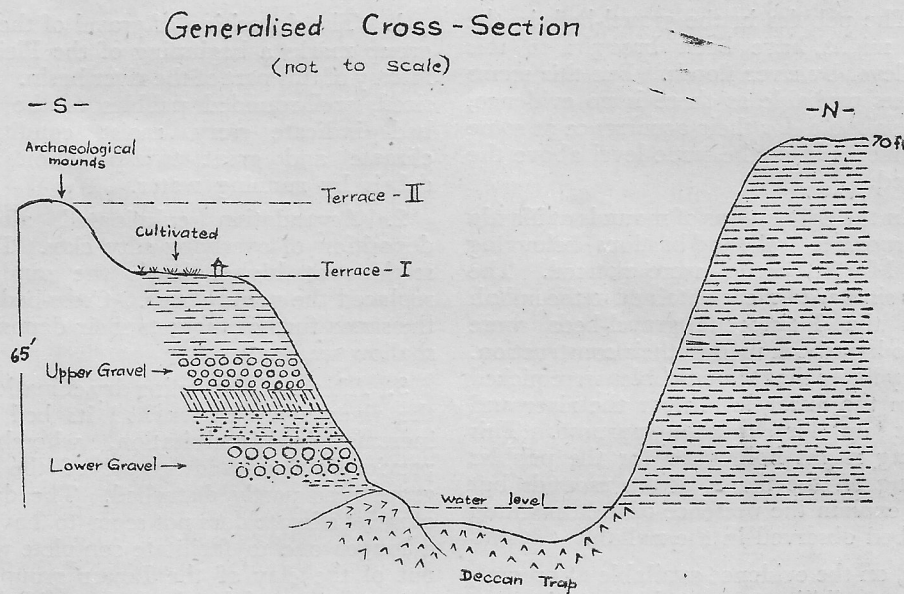 Generalised Cross-Section
(not to scale)
-S-
-N-
Archaeological
mounds
70f
Terrace-II
Cultivated
Terrace-I
65'
Upper Gravel
Lower Gravel
water level
Deccan Trap